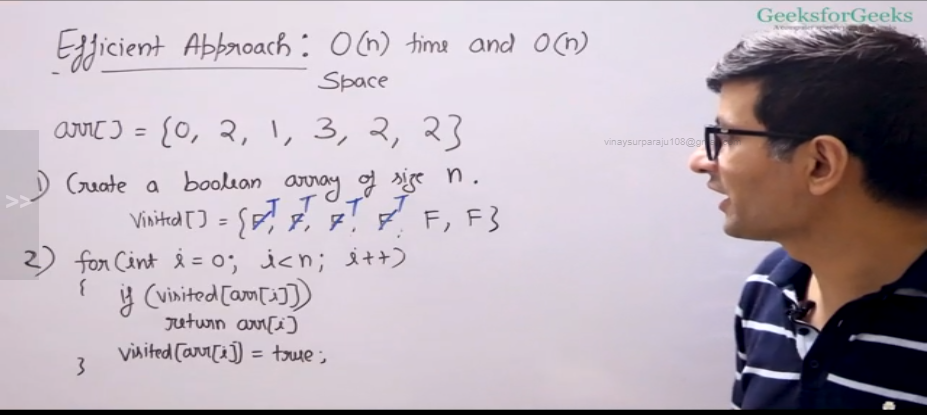 GeeksforGeeks
Efficient Approach: O(n) time and O(n)
Space
arr[] = {0, 2, 1, 3, 2, 2}
1) Create a boolean array of size n.
T T T T
Visited[] = {F, F, F, F, F, F}
2) for(int i=0; i<n; i++)
{ if (visited[arr[i]])
return arr[i]
visited[arr[i]) = true;
}
>>